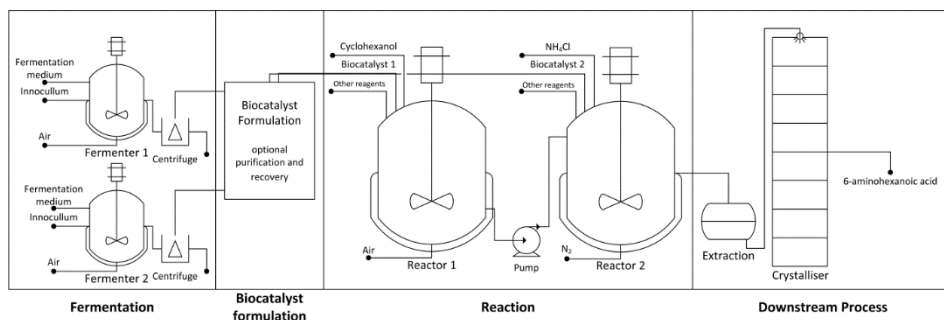 Fermentation
medium
Innocullum
Air
Fermenter 1
Centrifuge
Fermentation
medium
Innocullum
Air
Fermenter 2
Centrifuge
Biocatalyst
Formulation
optional
purification and
recovery
Cyclohexanol
Biocatalyst 1
Other reagents
Air
Reactor 1
Pump
NH₄Cl
Biocatalyst 2
Other reagents
N₂
Reactor 2
Extraction
Crystalliser
6-aminohexanoic acid
Fermentation
Biocatalyst
formulation
Reaction
Downstream Process